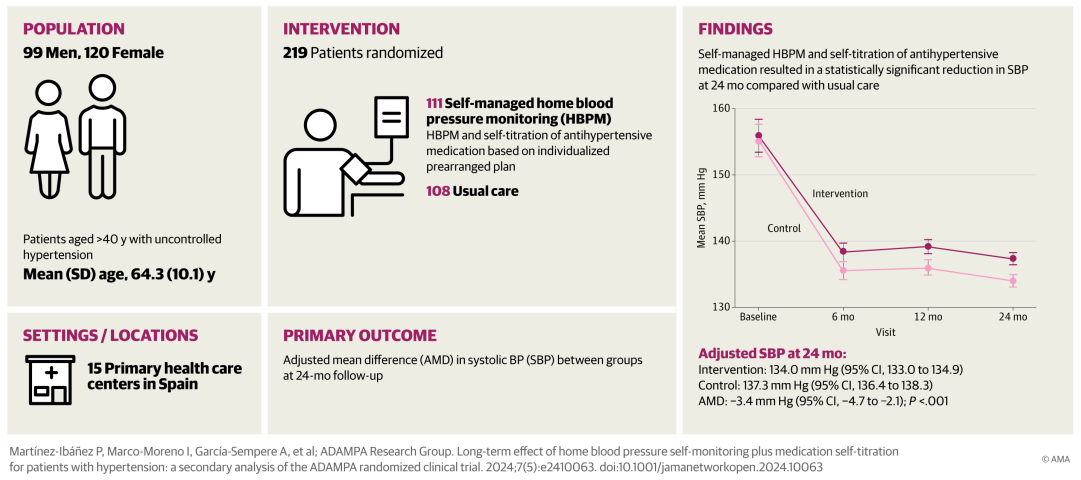 POPULATION
99 Men, 120 Female
Patients aged >40 y with uncontrolled
hypertension
Mean (SD) age, 64.3 (10.1) y
SETTINGS / LOCATIONS
15 Primary health care
centers in Spain
INTERVENTION
219 Patients randomized
111 Self-managed home blood
pressure monitoring (HBPM)
HBPM and self-titration of antihypertensive
medication based on individualized
prearranged plan
108 Usual care
PRIMARY OUTCOME
Adjusted mean difference (AMD) in systolic BP (SBP) between groups
at 24-mo follow-up
FINDINGS
Self-managed HBPM and self-titration of antihypertensive
medication resulted in a statistically significant reduction in SBP
at 24 mo compared with usual care
160
150
140
130
Mean SBP, mm Hg
Intervention
Control
Baseline 6 mo 12 mo 24 mo
Visit
Adjusted SBP at 24 mo:
Intervention: 134.0 mm Hg (95% CI, 133.0 to 134.9)
Control: 137.3 mm Hg (95% CI, 136.4 to 138.3)
AMD: −3.4 mm Hg (95% CI, −4.7 to −2.1); P <.001
Martínez-Ibáñez P, Marco-Moreno I, García-Sempere A, et al; ADAMPA Research Group. Long-term effect of home blood pressure self-monitoring plus medication self-titration
for patients with hypertension: a secondary analysis of the ADAMPA randomized clinical trial. 2024;7(5):e2410063. doi:10.1001/jamanetworkopen.2024.10063
© AMA